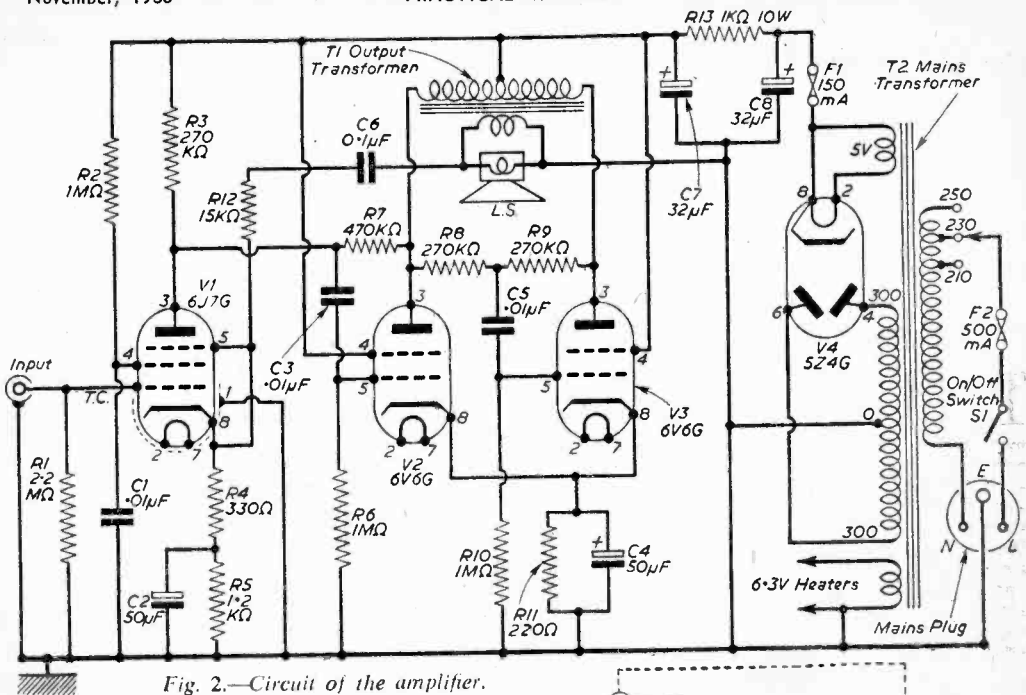 R13 1KΩ 10W
T1 Output
Transformer
F1
150
mA
T2 Mains
Transformer
R3
270
KΩ
C6
0·1µF
C8
32µF
5V
R2
1MΩ
R12
15KΩ
L.S.
C7
32µF
8
2
250
230
210
R7
470KΩ
R8
270KΩ
R9
270KΩ
V1
6J7G
3
3
C5
·01µF
3
6
300
4
V4
5Z4G
F2
500
mA
4
5
Input
T.C.
1
C3
·01µF
4
5
5
4
On/Off
Switch
S1
8
2
7
8
2
7
V2
6V6G
8
2
7
V3
6V6G
0
R1
2·2
MΩ
C1
·01µF
R4
330Ω
R6
1MΩ
E
N
L
300
C2
50µF
R5
1·2
KΩ
R10
1MΩ
R11
220Ω
C4
50µF
6·3V Heaters
Mains Plug
Fig. 2.—Circuit of the amplifier.